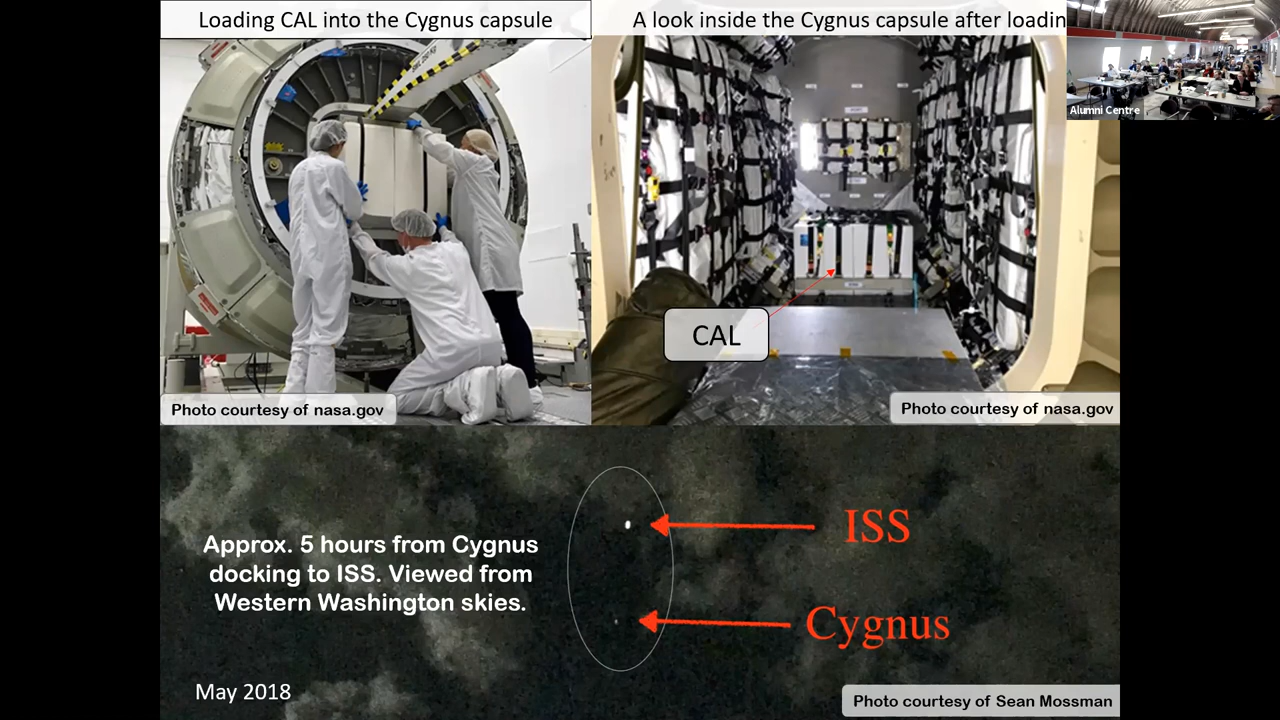 Loading CAL into the Cygnus capsule
A look inside the Cygnus capsule after loadin
Alumni Centre
CAL
Photo courtesy of nasa.gov
Photo courtesy of nasa.gov
Approx. 5 hours from Cygnus
docking to ISS. Viewed from
Western Washington skies.
ISS
Cygnus
May 2018
Photo courtesy of Sean Mossman